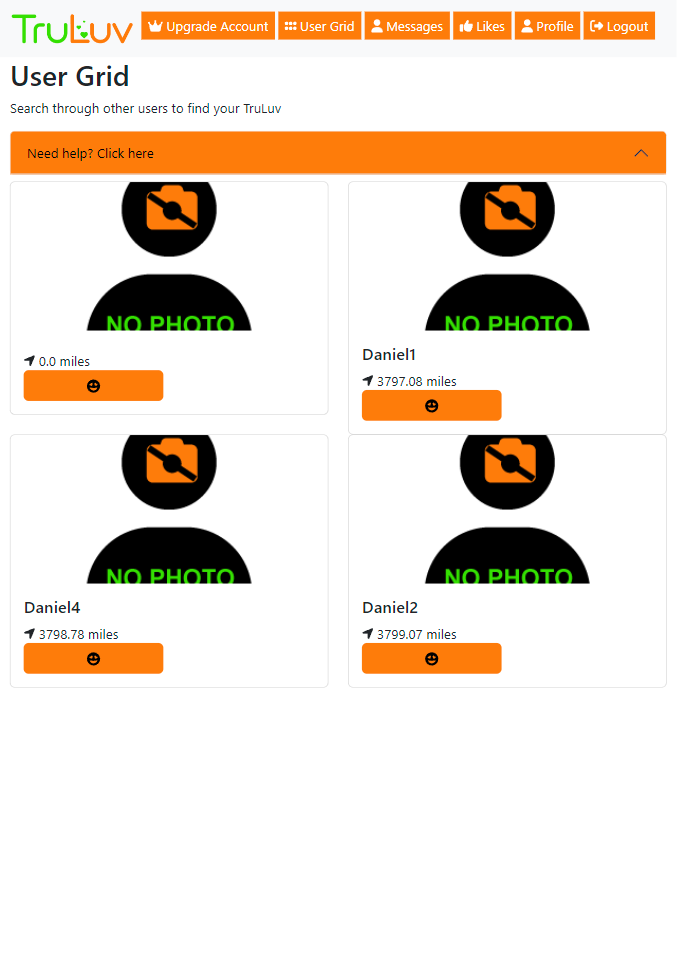 TruLuv Upgrade Account User Grid Messages Likes Profile Logout
User Grid
Search through other users to find your TruLuv
Need help? Click here
NO PHOTO
NO PHOTO
0.0 miles
Daniel1
3797.08 miles
NO PHOTO
NO PHOTO
Daniel4
Daniel2
3798.78 miles
3799.07 miles